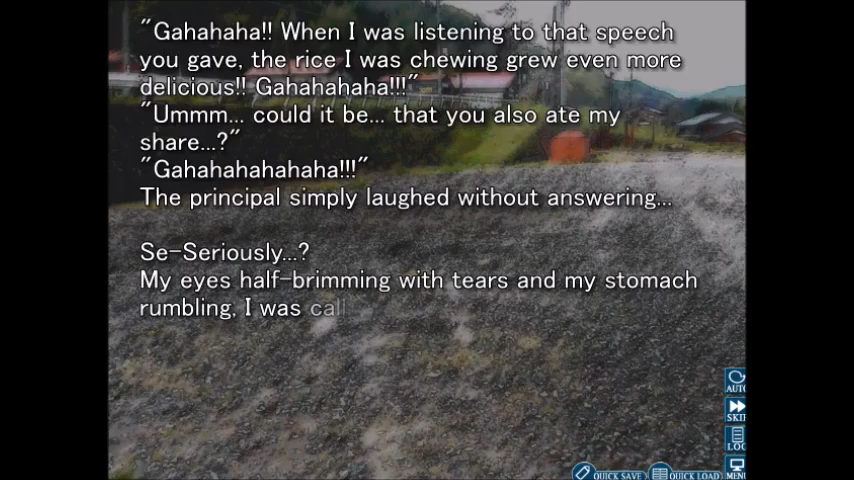 "Gahahaha!! When I was listening to that speech
you gave, the rice I was chewing grew even more
delicious!! Gahahahaha!!!"
"Ummm... could it be... that you also ate my
share...?"
"Gahahahahahaha!!!"
The principal simply laughed without answering...
Se-Seriously...?
My eyes half-brimming with tears and my stomach
rumbling, I was call
AUTO
SKIP
LOG
MENU
QUICK SAVE
QUICK LOAD